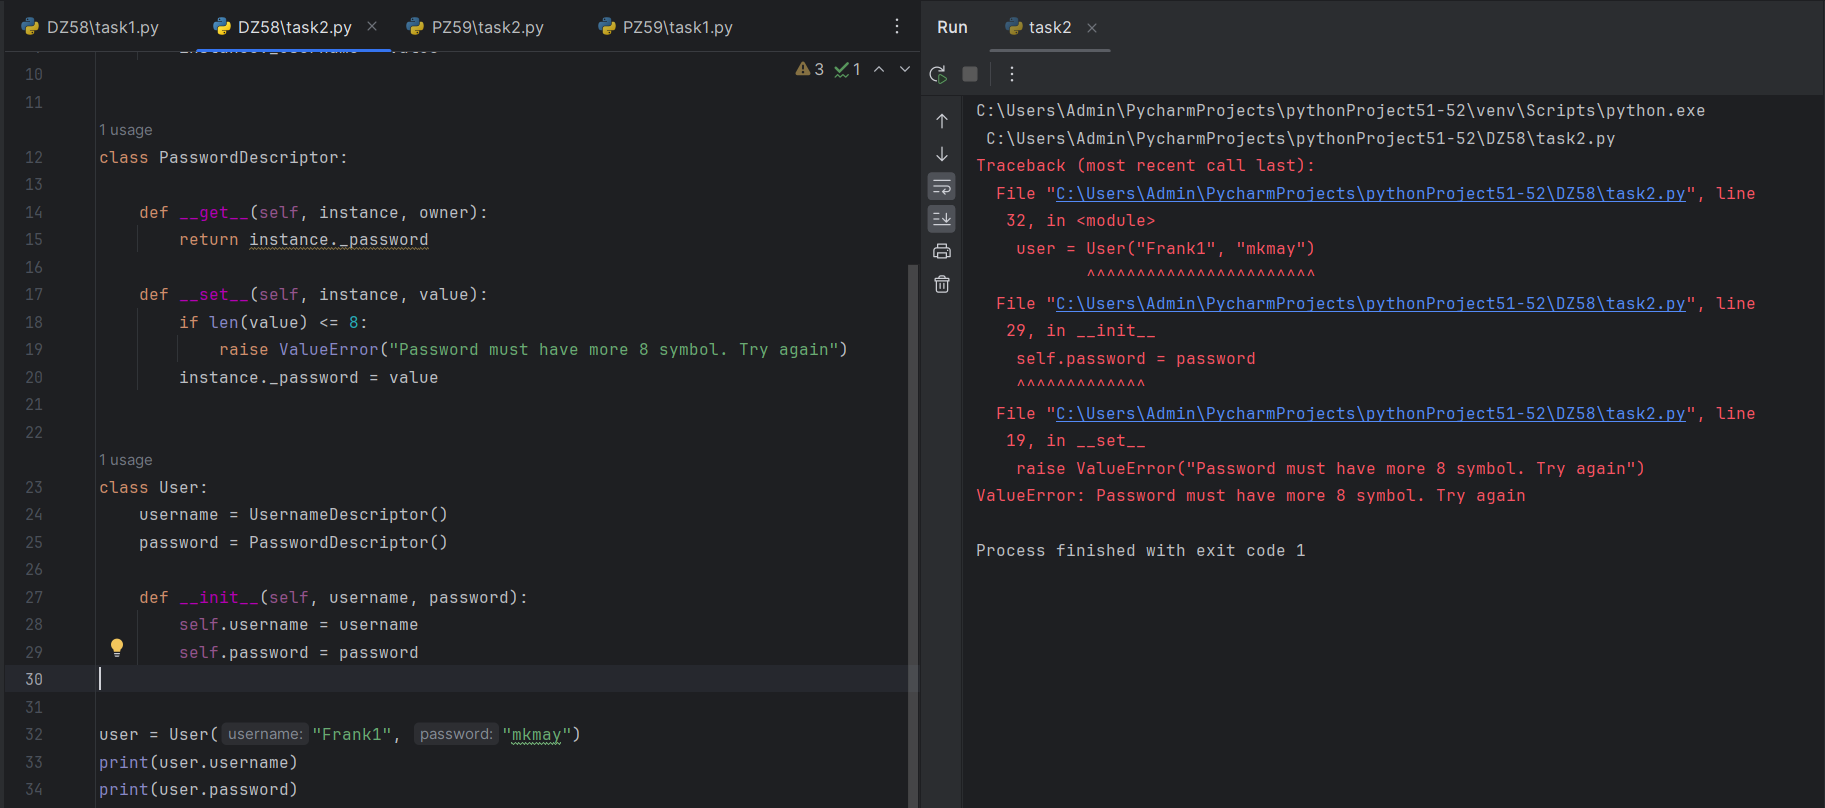 DZ58\task1.py DZ58\task2.py PZ59\task2.py PZ59\task1.py
3 1
10
11
1 usage
12 class PasswordDescriptor:
13
14 def __get__(self, instance, owner):
15 return instance._password
16
17 def __set__(self, instance, value):
18 if len(value) <= 8:
19 raise ValueError("Password must have more 8 symbol. Try again")
20 instance._password = value
21
22
1 usage
23 class User:
24 username = UsernameDescriptor()
25 password = PasswordDescriptor()
26
27 def __init__(self, username, password):
28 self.username = username
29 self.password = password
30
31
32 user = User( username: "Frank1", password: "mkmay")
33 print(user.username)
34 print(user.password)
Run task2
C:\Users\Admin\PycharmProjects\pythonProject51-52\venv\Scripts\python.exe
C:\Users\Admin\PycharmProjects\pythonProject51-52\DZ58\task2.py
Traceback (most recent call last):
File "C:\Users\Admin\PycharmProjects\pythonProject51-52\DZ58\task2.py", line
32, in <module>
user = User("Frank1", "mkmay")
^^^^^^^^^^^^^^^^^^^^^^^
File "C:\Users\Admin\PycharmProjects\pythonProject51-52\DZ58\task2.py", line
29, in __init__
self.password = password
^^^^^^^^^^^^^
File "C:\Users\Admin\PycharmProjects\pythonProject51-52\DZ58\task2.py", line
19, in __set__
raise ValueError("Password must have more 8 symbol. Try again")
ValueError: Password must have more 8 symbol. Try again
Process finished with exit code 1